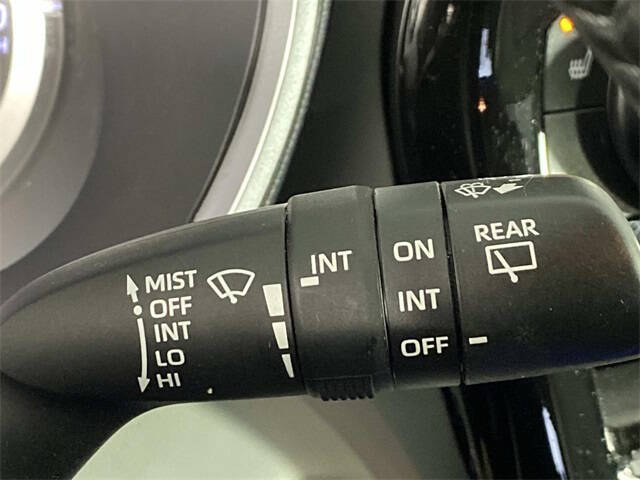 MIST
OFF
INT
LO
HI
INT
ON
INT
OFF
REAR